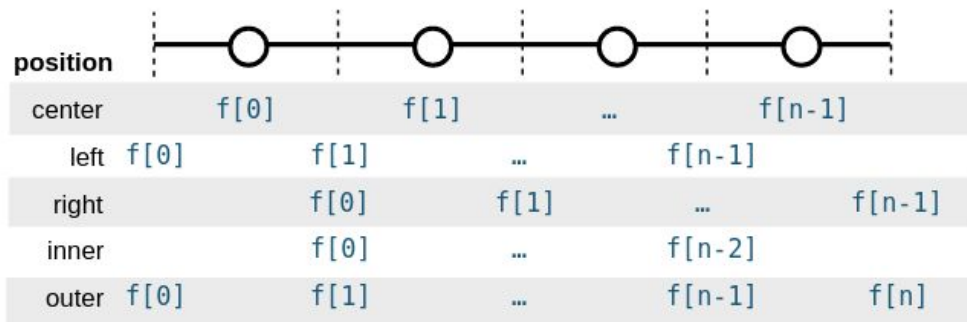 position
center f[0] f[1] … f[n-1]
left f[0] f[1] … f[n-1]
right f[0] f[1] … f[n-1]
inner f[0] … f[n-2]
outer f[0] f[1] … f[n-1] f[n]